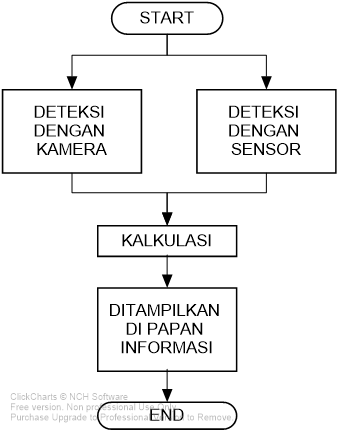 START
DETEKSI
DENGAN
KAMERA
DETEKSI
DENGAN
SENSOR
KALKULASI
DITAMPILKAN
DI PAPAN
INFORMASI
ClickCharts © NCH Software
Free version. Non professional Use Only.
END
Purchase Upgrade to Professional to Remove